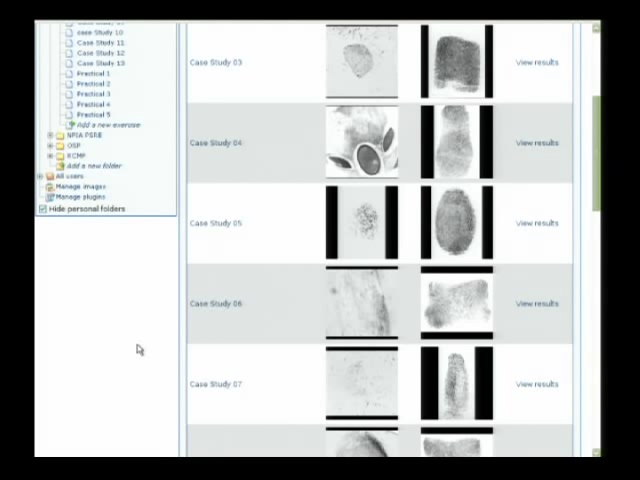 case Study 10
Case Study 11
Case Study 12
Case Study 13
Practical 1
Practical 2
Practical 3
Practical 4
Practical 5
Add a new exercise
NPIA PSRB
OSP
RCMP
Add a new folder
All users
Manage images
Manage plugins
Hide personal folders
Case Study 03
View results
Case Study 04
View results
Case Study 05
View results
Case Study 06
View results
Case Study 07
View results